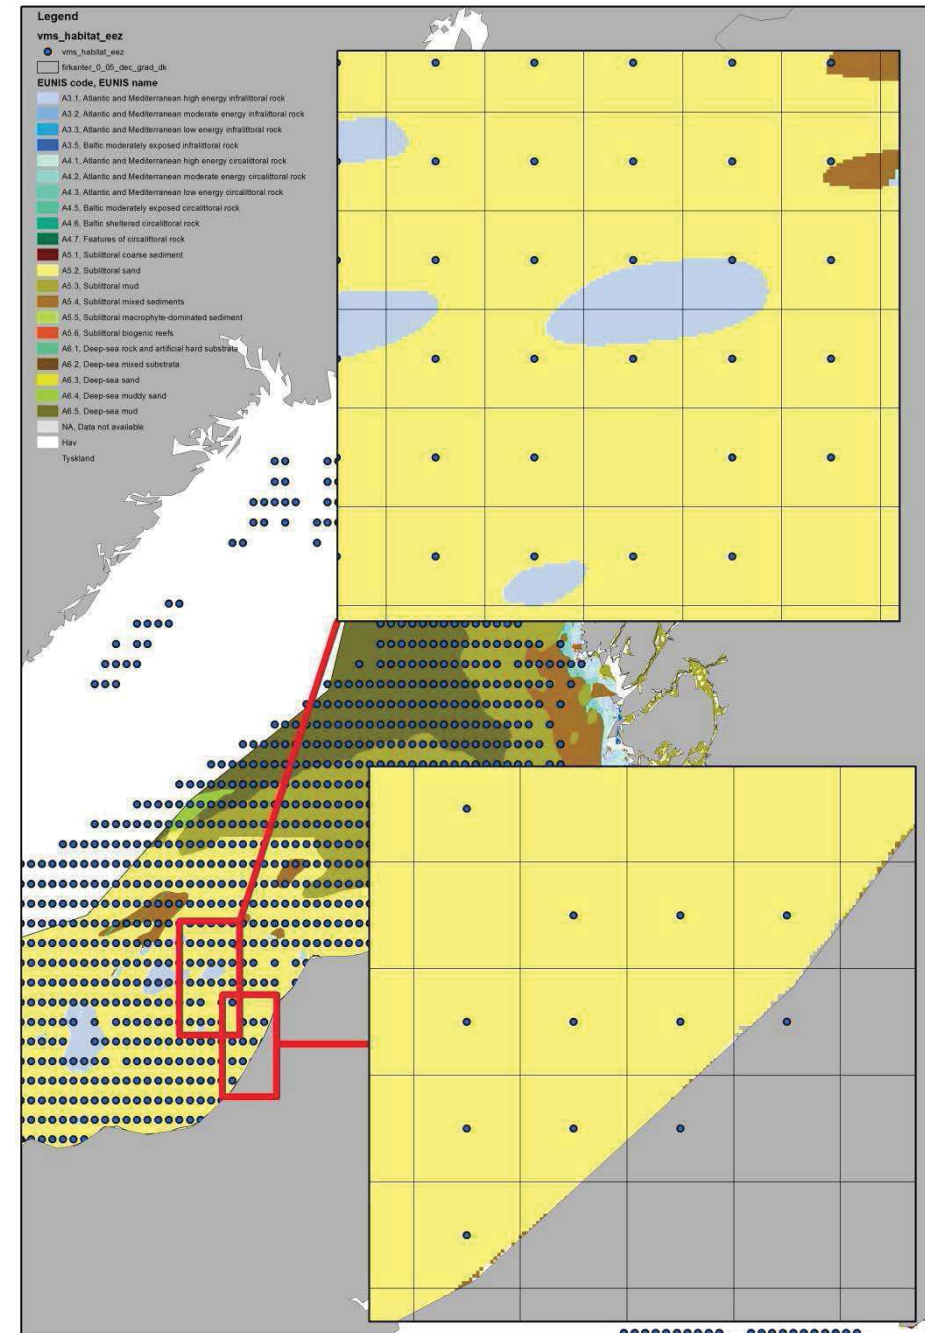 Legend
vms_habitat_eez
vms_habitat_eez
firkanter_0_05_dec_grad_dk
EUNIS code, EUNIS name
A3.1, Atlantic and Mediterranean high energy infralittoral rock
A3.2, Atlantic and Mediterranean moderate energy infralittoral rock
A3.3, Atlantic and Mediterranean low energy infralittoral rock
A3.5, Baltic moderately exposed infralittoral rock
A4.1, Atlantic and Mediterranean high energy circalittoral rock
A4.2, Atlantic and Mediterranean moderate energy circalittoral rock
A4.3, Atlantic and Mediterranean low energy circalittoral rock
A4.5, Baltic moderately exposed circalittoral rock
A4.6, Baltic sheltered circalittoral rock
A4.7, Features of circalittoral rock
A5.1, Sublittoral coarse sediment
A5.2, Sublittoral sand
A5.3, Sublittoral mud
A5.4, Sublittoral mixed sediments
A5.5, Sublittoral macrophyte-dominated sediment
A5.6, Sublittoral biogenic reefs
A6.1, Deep-sea rock and artificial hard substrata
A6.2, Deep-sea mixed substrata
A6.3, Deep-sea sand
A6.4, Deep-sea muddy sand
A6.5, Deep-sea mud
NA, Data not available
Hav
Tyskland